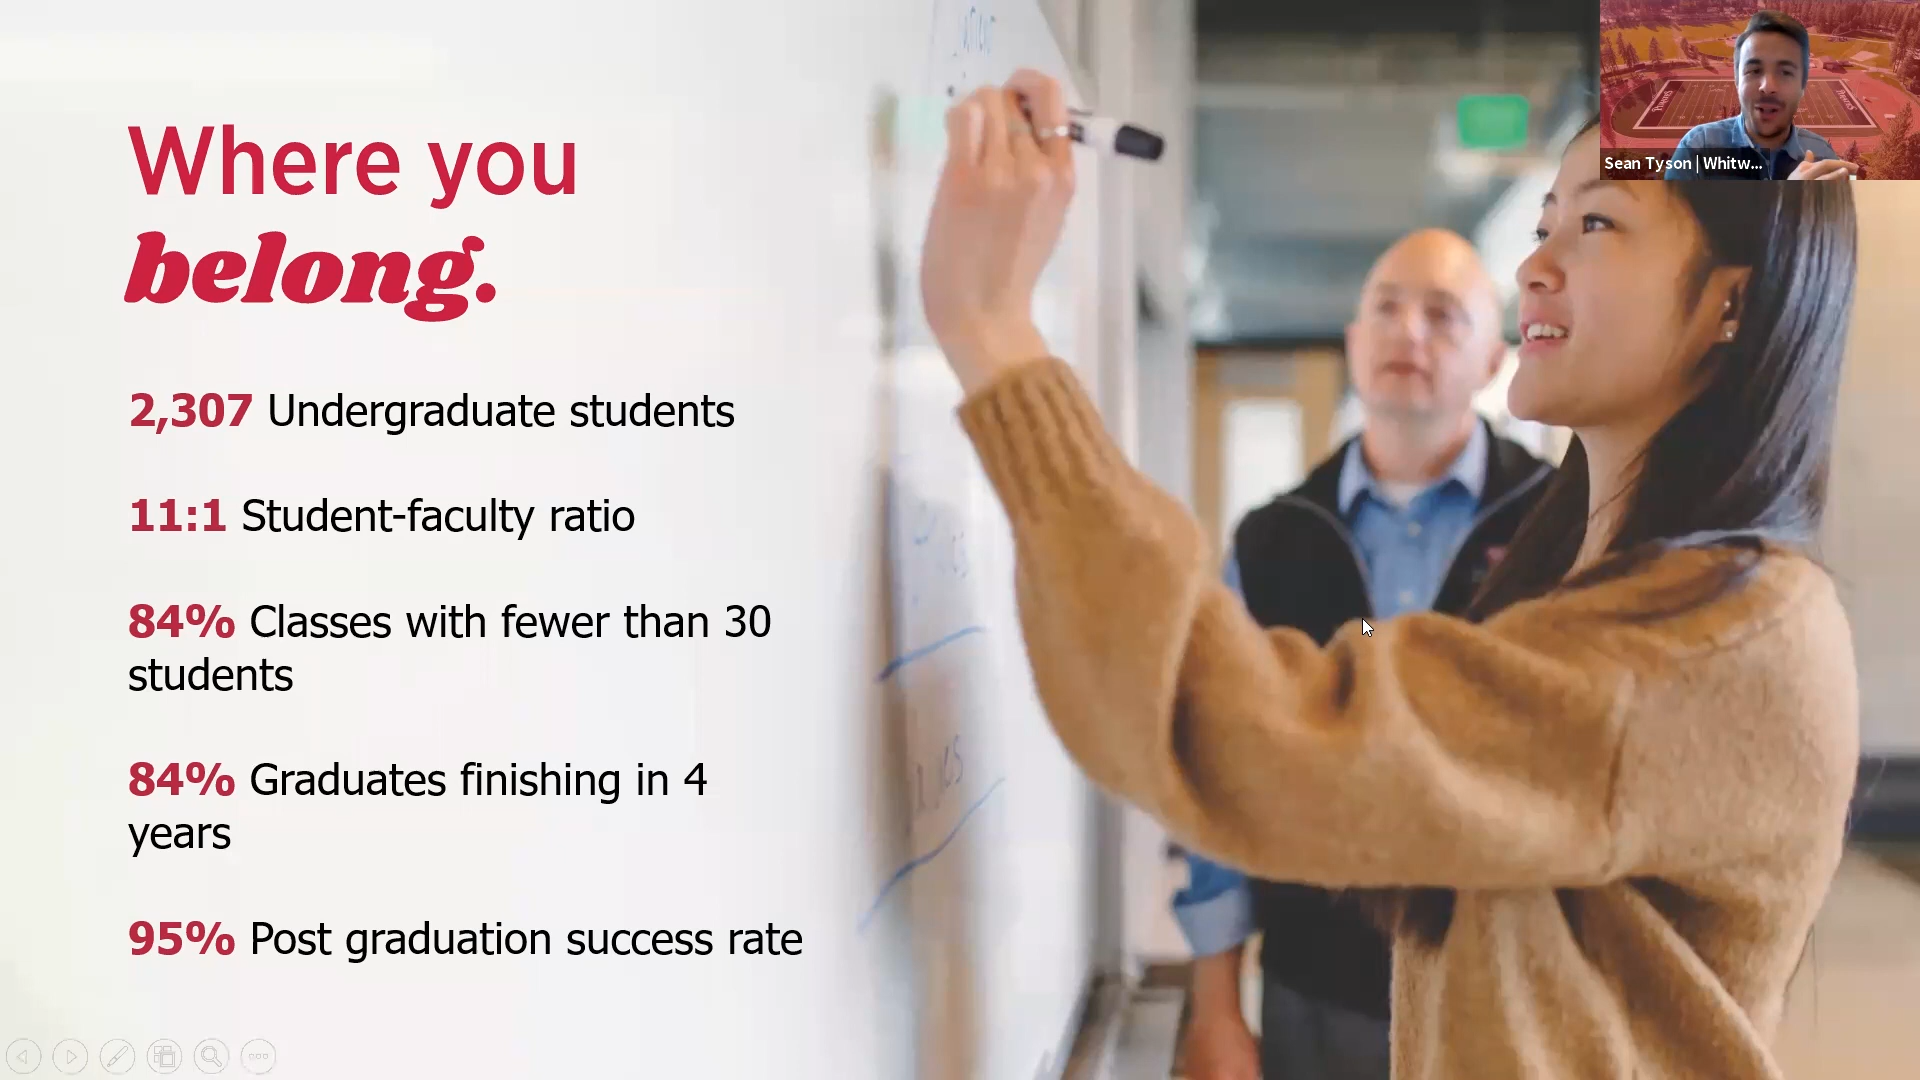 Where you
belong.
2,307 Undergraduate students
11:1 Student-faculty ratio
84% Classes with fewer than 30
students
84% Graduates finishing in 4
years
95% Post graduation success rate
Sean Tyson | Whitw...